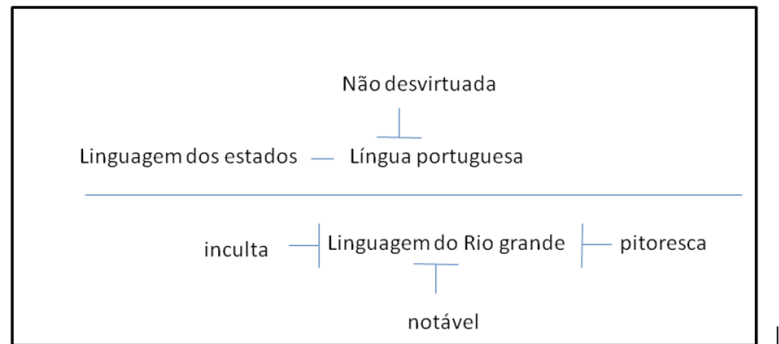 Não desvirtuada
Linguagem dos estados — Língua portuguesa
inculta Linguagem do Rio grande pitoresca
notável